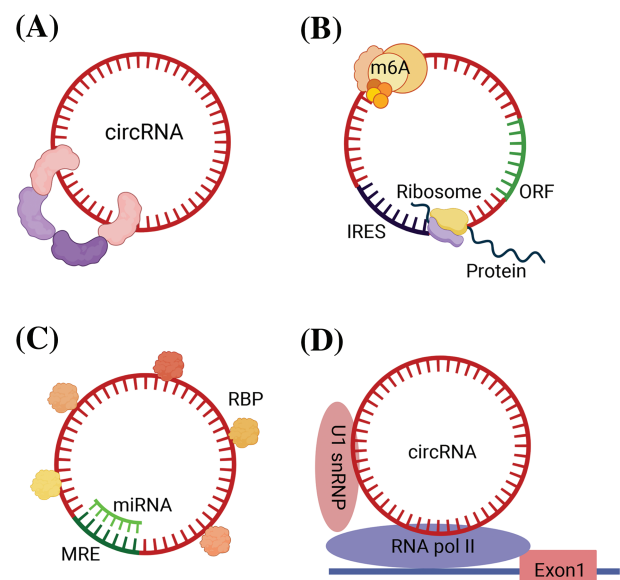 (A)
circRNA
(B)
m6A
Ribosome
ORF
IRES
Protein
(C)
RBP
miRNA
MRE
(D)
U1 snRNP
circRNA
RNA pol II
Exon1